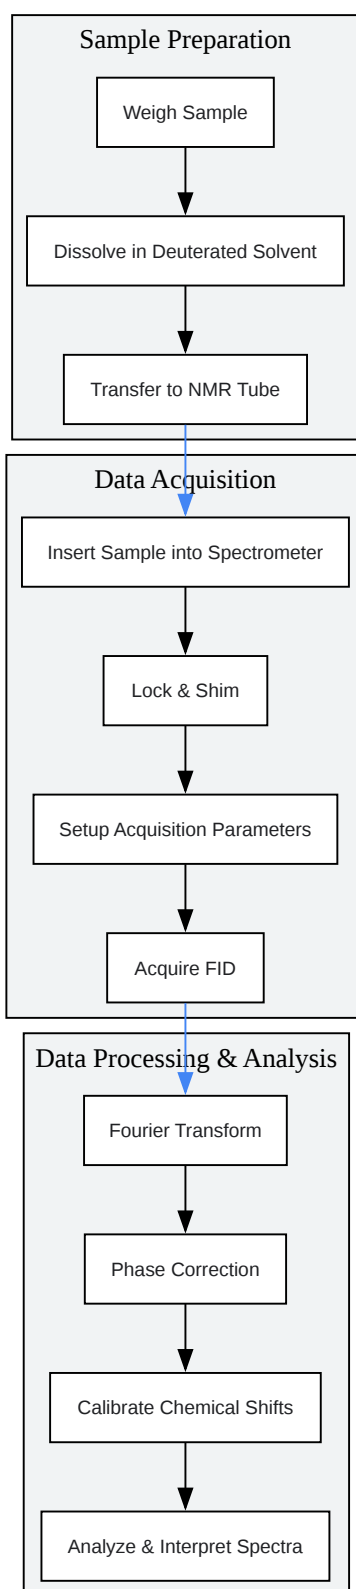 Sample Preparation
Weigh Sample
Dissolve in Deuterated Solvent
Transfer to NMR Tube
Data Acquisition
Insert Sample into Spectrometer
Lock & Shim
Setup Acquisition Parameters
Acquire FID
Data Processing & Analysis
Fourier Transform
Phase Correction
Calibrate Chemical Shifts
Analyze & Interpret Spectra